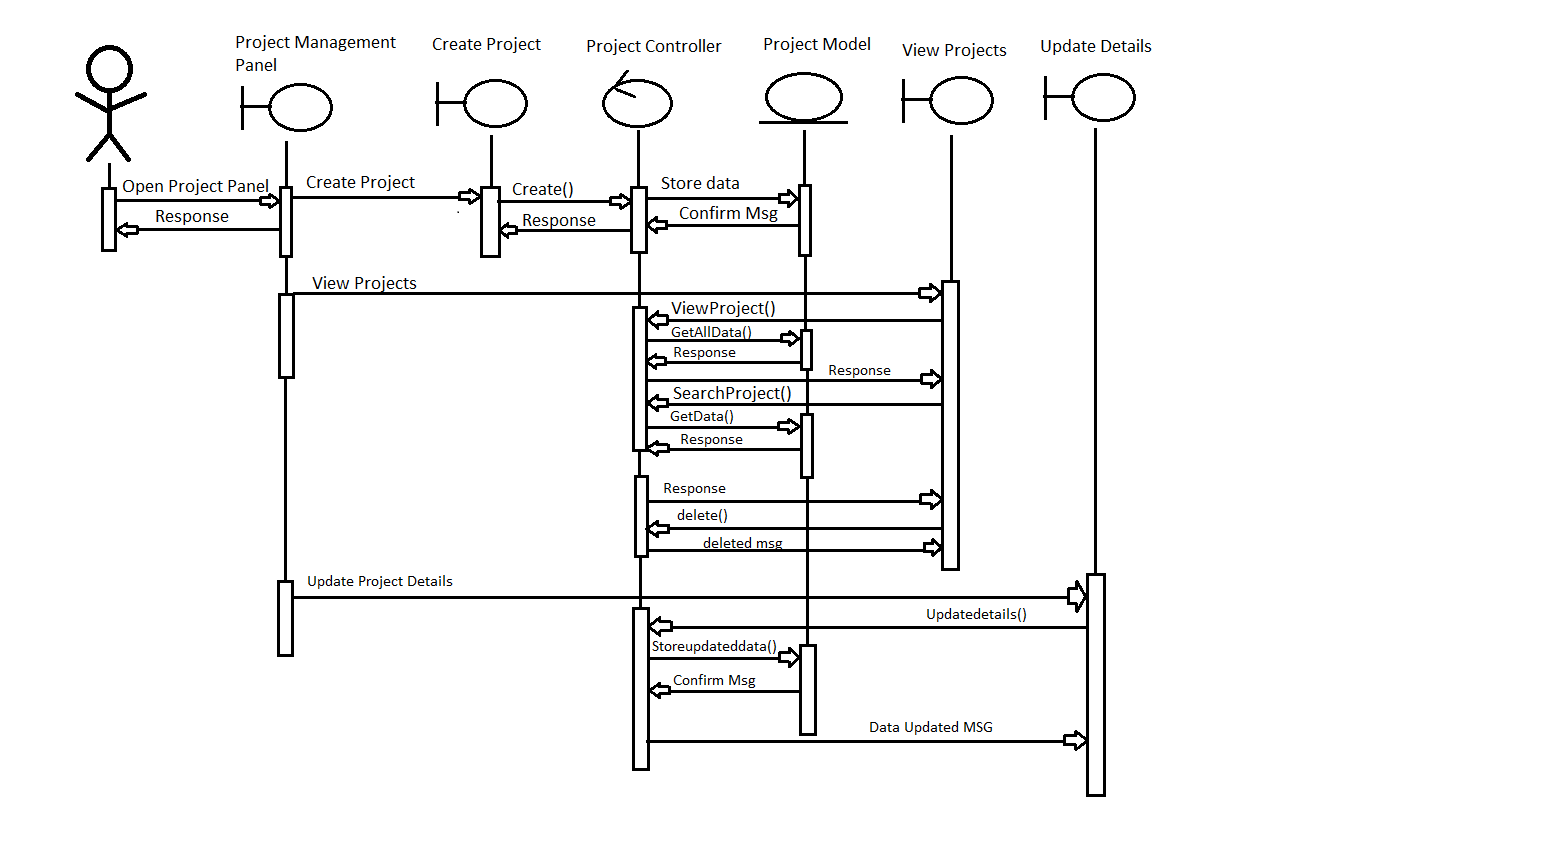 Project Management
Panel
Create Project
Project Controller
Project Model
View Projects
Update Details
Open Project Panel
Create Project
Create()
Store data
Response
Response
Confirm Msg
View Projects
ViewProject()
GetAllData()
Response
Response
SearchProject()
GetData()
Response
Response
delete()
deleted msg
Update Project Details
Updatedetails()
Storeupdateddata()
Confirm Msg
Data Updated MSG